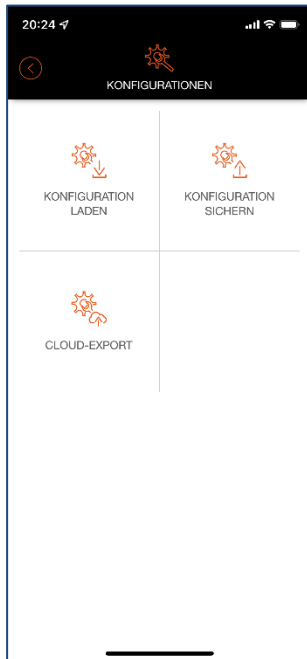 20:24
KONFIGURATIONEN
KONFIGURATION
LADEN
KONFIGURATION
SICHERN
CLOUD-EXPORT